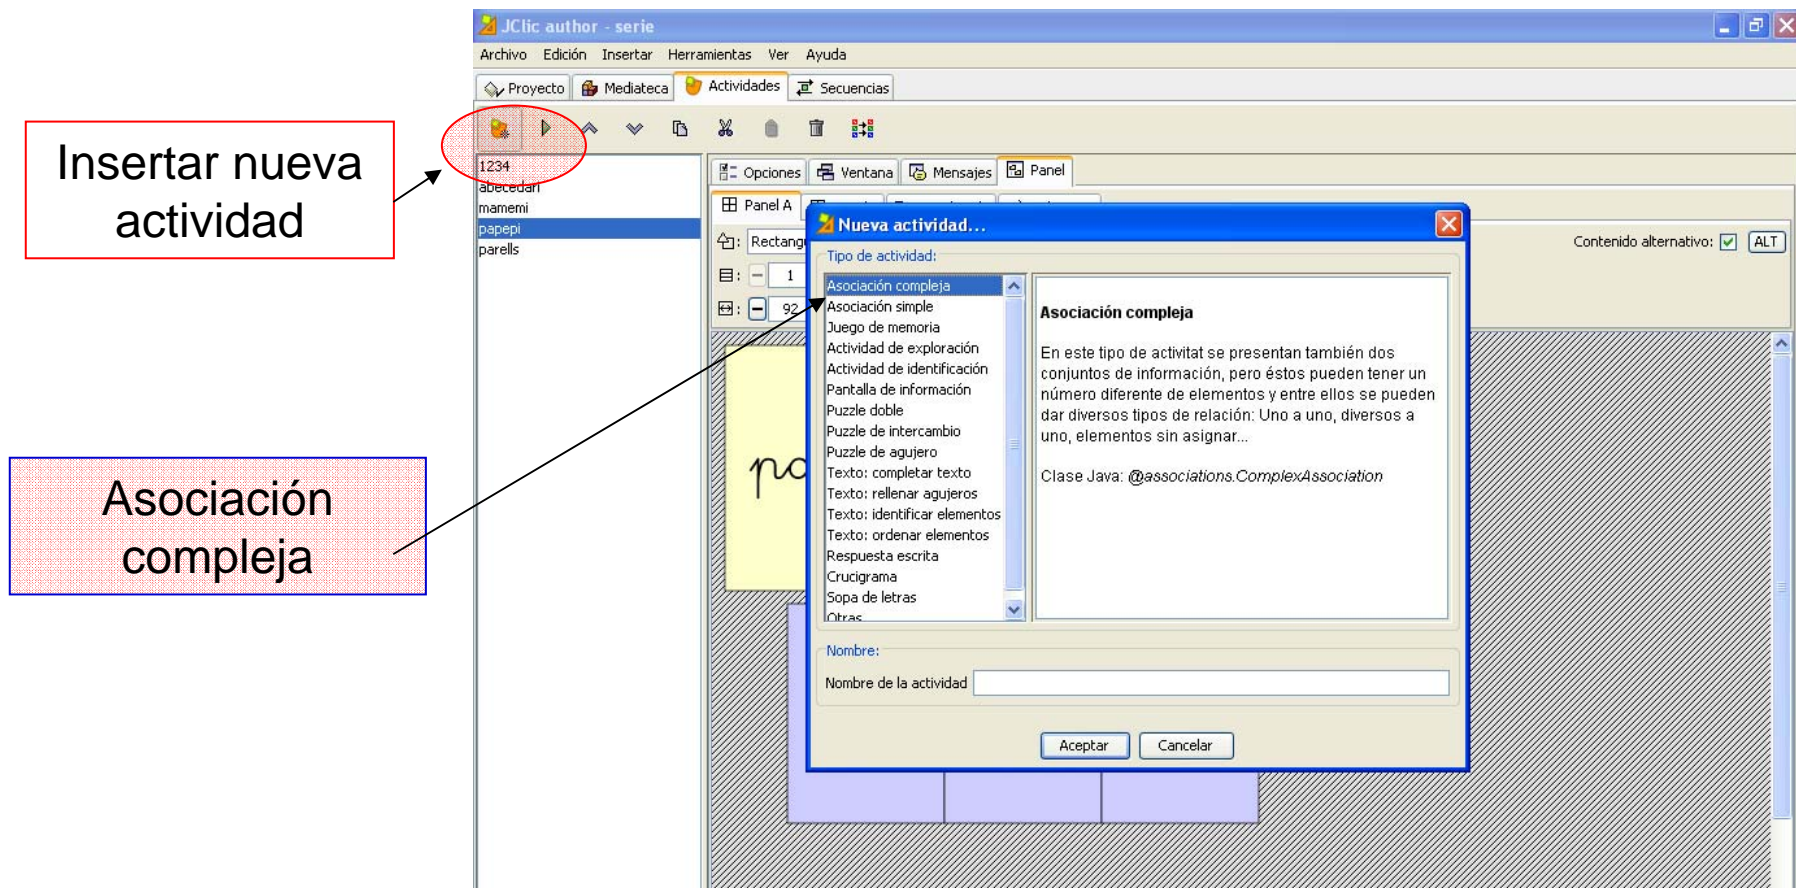 JClic author - serie
Archivo Edición Insertar Herramientas Ver Ayuda
Proyecto Mediateca Actividades Secuencias
Insertar nueva
actividad
1234
abecedari
mamemi
papepi
parells
Opciones Ventana Mensajes Panel
Panel A
Contenido alternativo: ALT
1
92
Nueva actividad...
Tipo de actividad:
Asociación compleja
Asociación simple
Juego de memoria
Actividad de exploración
Actividad de identificación
Pantalla de información
Puzzle doble
Puzzle de intercambio
Puzzle de agujero
Texto: completar texto
Texto: rellenar agujeros
Texto: identificar elementos
Texto: ordenar elementos
Respuesta escrita
Crucigrama
Sopa de letras
Otras
Asociación compleja
En este tipo de activitat se presentan también dos
conjuntos de información, pero éstos pueden tener un
número diferente de elementos y entre ellos se pueden
dar diversos tipos de relación: Uno a uno, diversos a
uno, elementos sin asignar...
Clase Java: @associations.ComplexAssociation
Nombre:
Nombre de la actividad
Aceptar Cancelar
Asociación
compleja